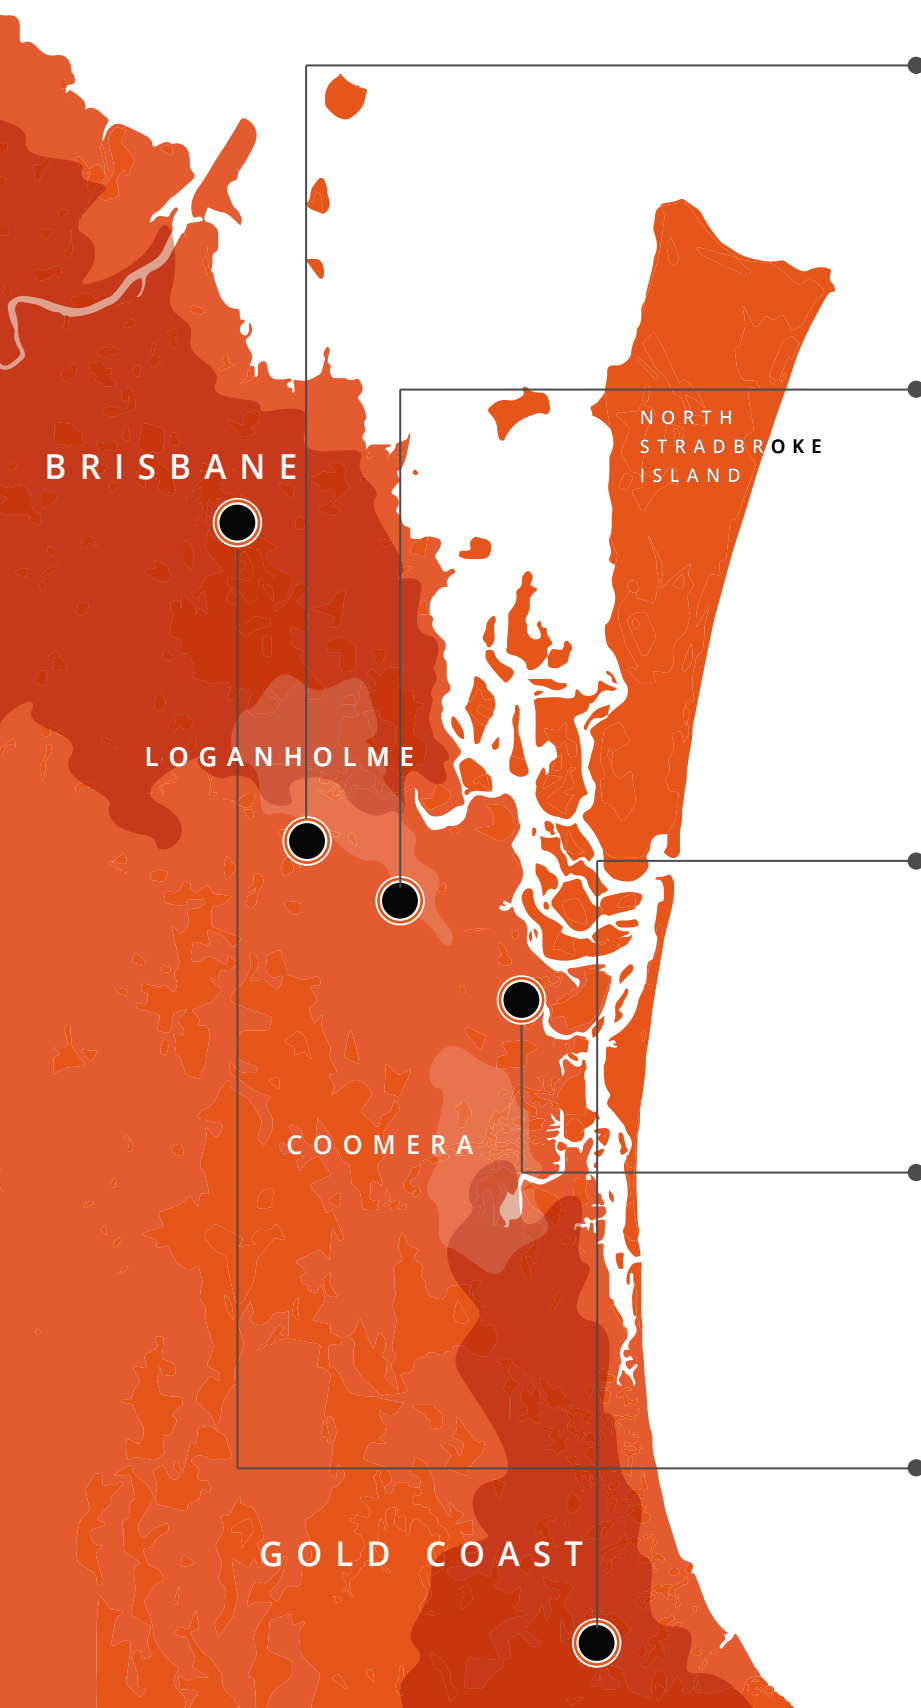 NORTH
STRADBROKE
ISLAND
BRISBANE
LOGANHOLME
COOMERA
GOLD COAST